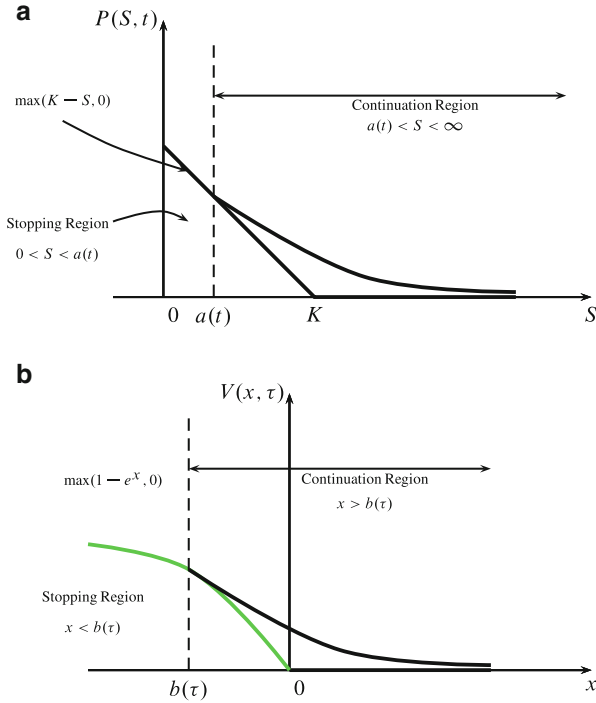 a
P(S, t)
max(K − S, 0)
Continuation Region
a(t) < S < ∞
Stopping Region
0 < S < a(t)
0 a(t) K S
b
V(x, τ)
max(1 − e^x, 0)
Continuation Region
x > b(τ)
Stopping Region
x < b(τ)
b(τ) 0 x